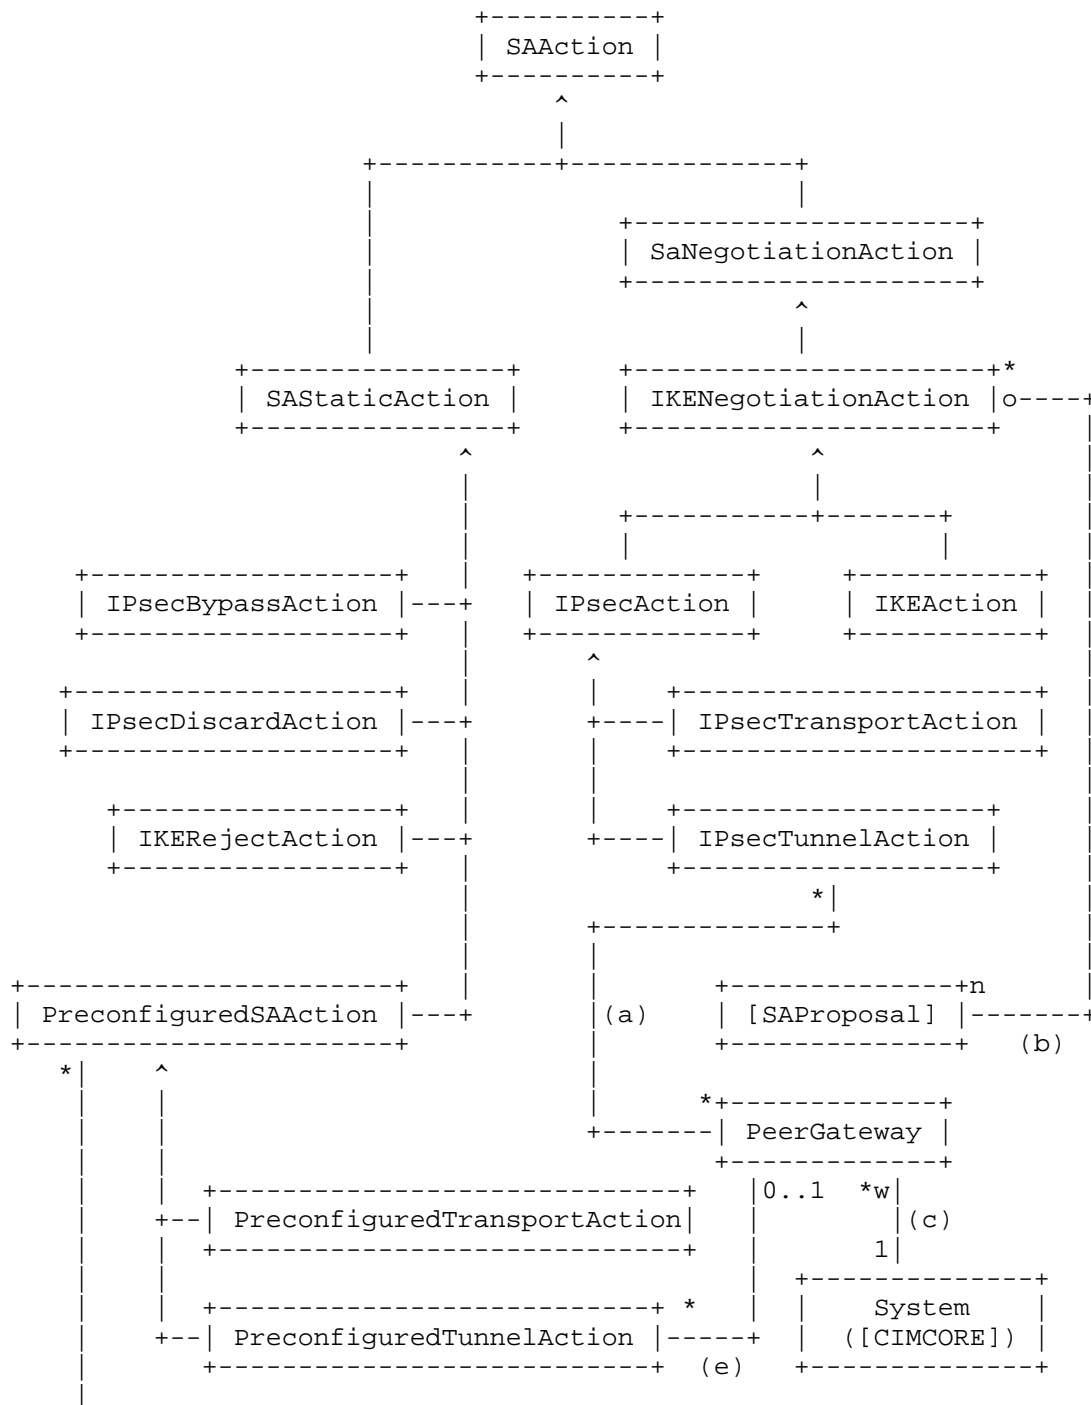 SAAction
SaNegotiationAction
*
SAStaticAction
IKENegotiationAction
o
IPsecBypassAction
IPsecAction
IKEAction
IPsecDiscardAction
IPsecTransportAction
IKERejectAction
IPsecTunnelAction
*
n
PreconfiguredSAAction
(a)
[SAProposal]
(b)
*
*
PeerGateway
0..1
*w
PreconfiguredTransportAction
(c)
1
*
System
PreconfiguredTunnelAction
([CIMCORE])
(e)